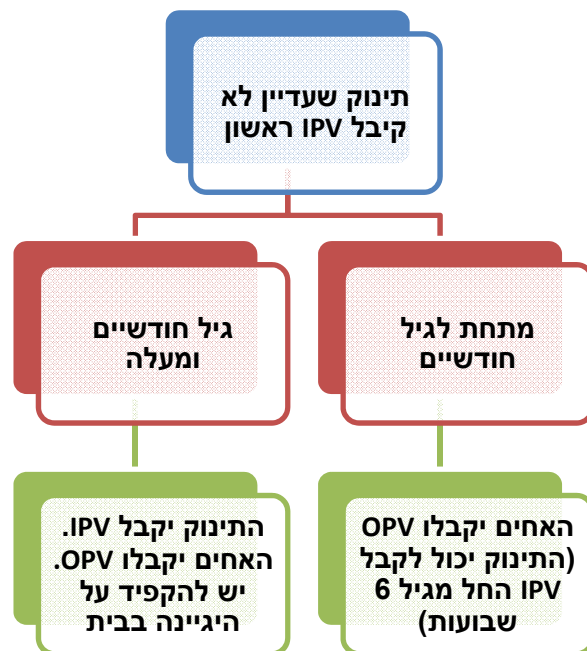 תינוק שעדיין לא
קיבל IPV ראשון
מתחת לגיל
חודשיים
גיל חודשיים
ומעלה
האחים יקבלו OPV
(התינוק יכול לקבל
IPV החל מגיל 6
שבועות)
התינוק יקבל IPV.
האחים יקבלו OPV.
יש להקפיד על
היגיינה בבית